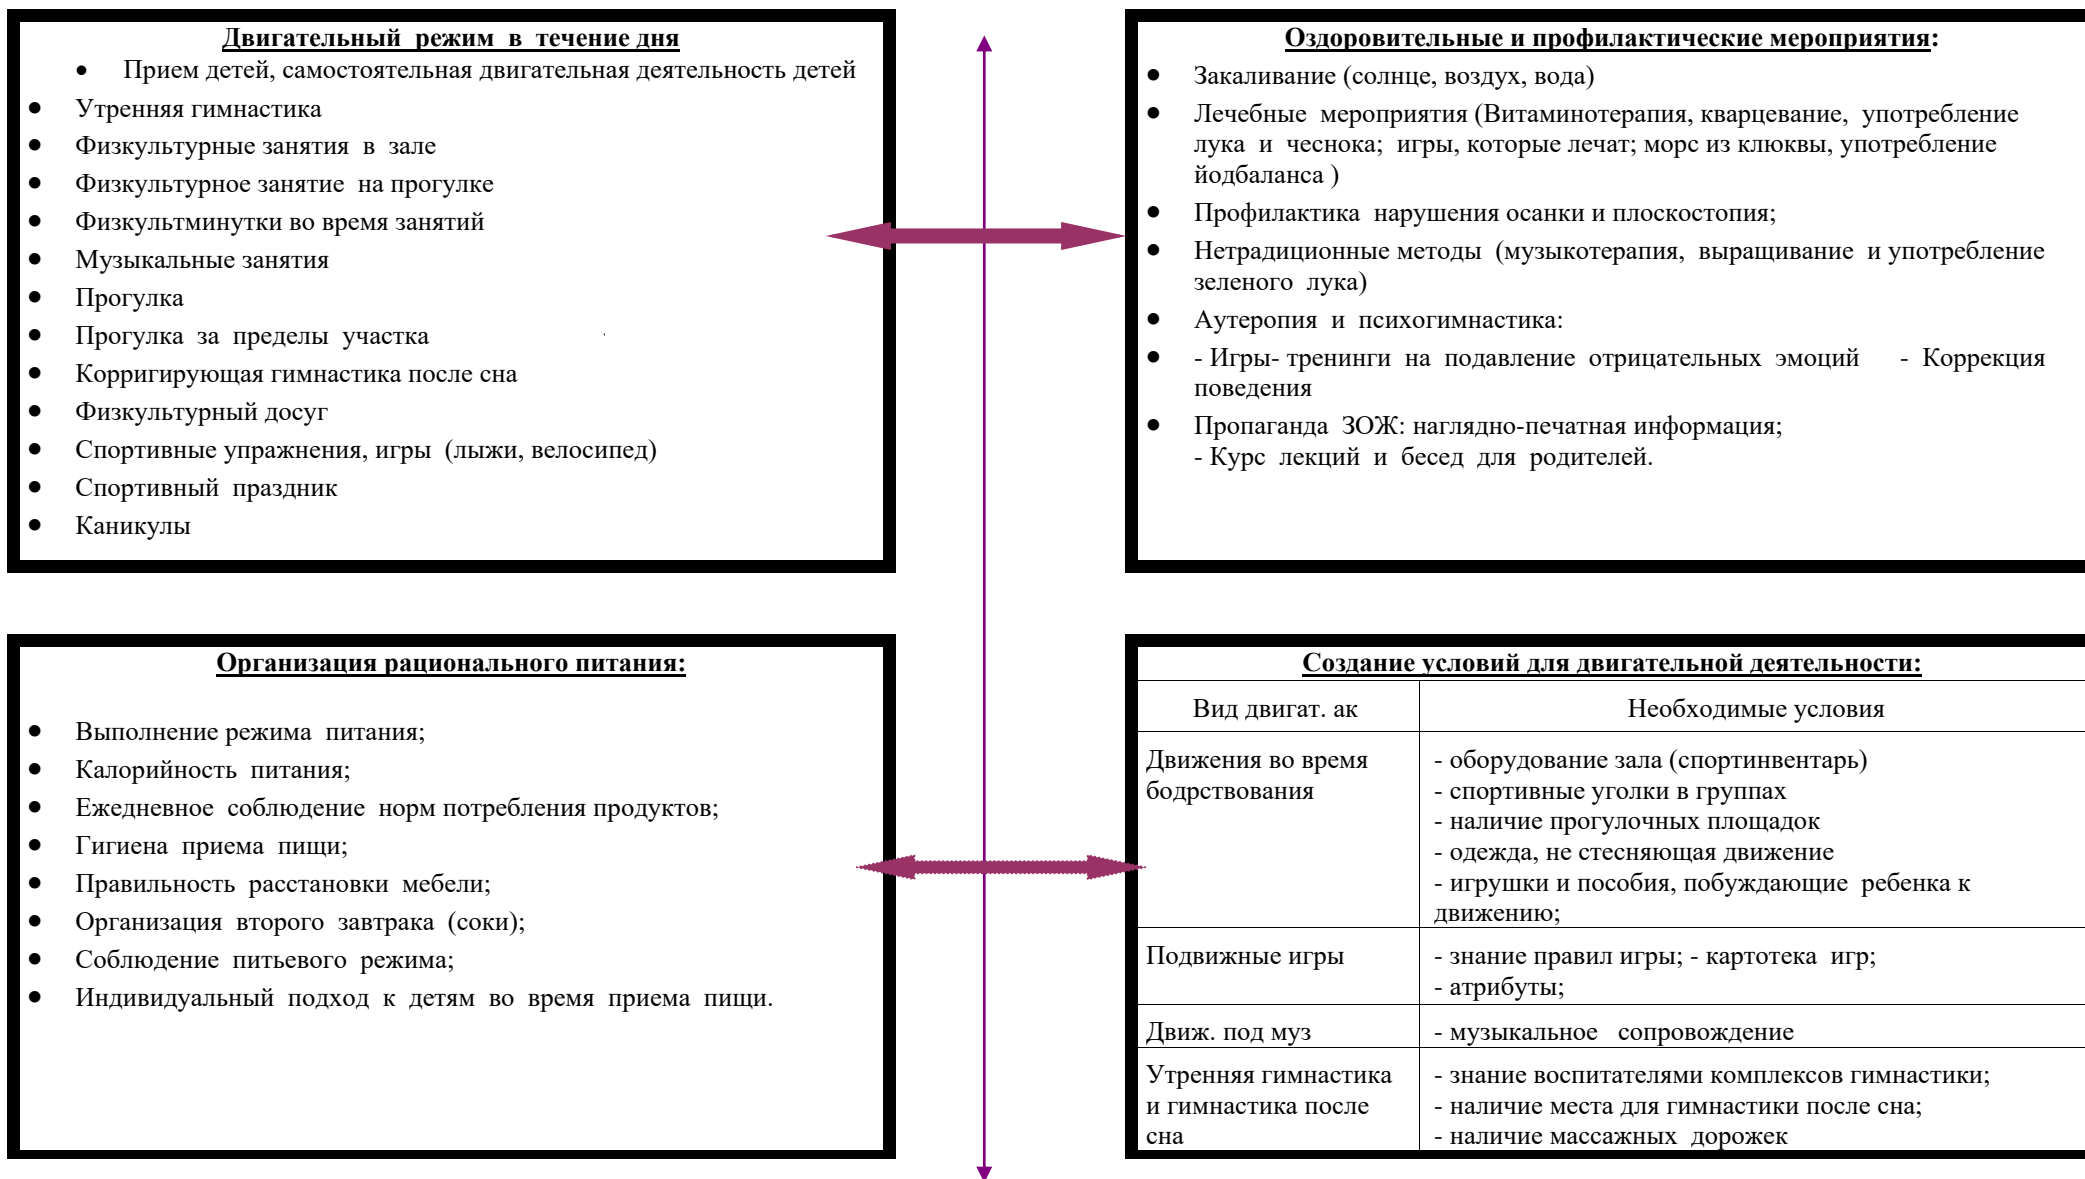 Двигательный режим в течение дня
• Прием детей, самостоятельная двигательная деятельность детей
• Утренняя гимнастика
• Физкультурные занятия в зале
• Физкультурное занятие на прогулке
• Физкультминутки во время занятий
• Музыкальные занятия
• Прогулка
• Прогулка за пределы участка
• Корригирующая гимнастика после сна
• Физкультурный досуг
• Спортивные упражнения, игры (лыжи, велосипед)
• Спортивный праздник
• Каникулы
Оздоровительные и профилактические мероприятия:
• Закаливание (солнце, воздух, вода)
• Лечебные мероприятия (Витаминотерапия, кварцевание, употребление
лука и чеснока; игры, которые лечат; морс из клюквы, употребление
йодбаланса )
• Профилактика нарушения осанки и плоскостопия;
• Нетрадиционные методы (музыкотерапия, выращивание и употребление
зеленого лука)
• Аутеропия и психогимнастика:
• - Игры- тренинги на подавление отрицательных эмоций - Коррекция
поведения
• Пропаганда ЗОЖ: наглядно-печатная информация;
- Курс лекций и бесед для родителей.
Организация рационального питания:
• Выполнение режима питания;
• Калорийность питания;
• Ежедневное соблюдение норм потребления продуктов;
• Гигиена приема пищи;
• Правильность расстановки мебели;
• Организация второго завтрака (соки);
• Соблюдение питьевого режима;
• Индивидуальный подход к детям во время приема пищи.
Создание условий для двигательной деятельности:
Вид двигат. ак
Необходимые условия
Движения во время
бодрствования
- оборудование зала (спортинвентарь)
- спортивные уголки в группах
- наличие прогулочных площадок
- одежда, не стесняющая движение
- игрушки и пособия, побуждающие ребенка к
движению;
Подвижные игры
- знание правил игры; - картотека игр;
- атрибуты;
Движ. под муз
- музыкальное сопровождение
Утренняя гимнастика
и гимнастика после
сна
- знание воспитателями комплексов гимнастики;
- наличие места для гимнастики после сна;
- наличие массажных дорожек